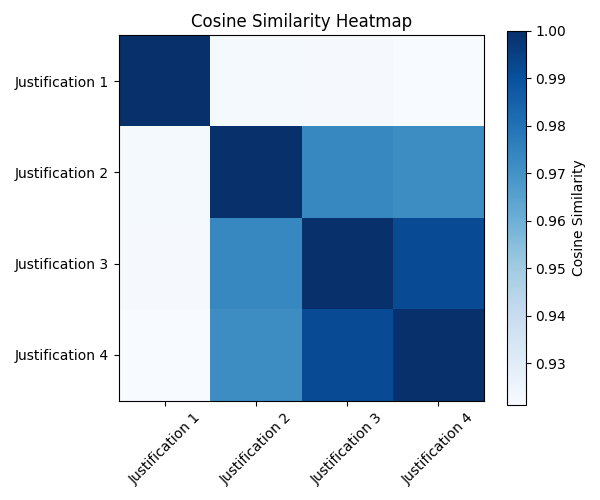 Cosine Similarity Heatmap
Justification 1
Justification 2
Justification 3
Justification 4
Justification 1
Justification 2
Justification 3
Justification 4
1.00
0.99
0.98
0.97
0.96
0.95
0.94
0.93
Cosine Similarity